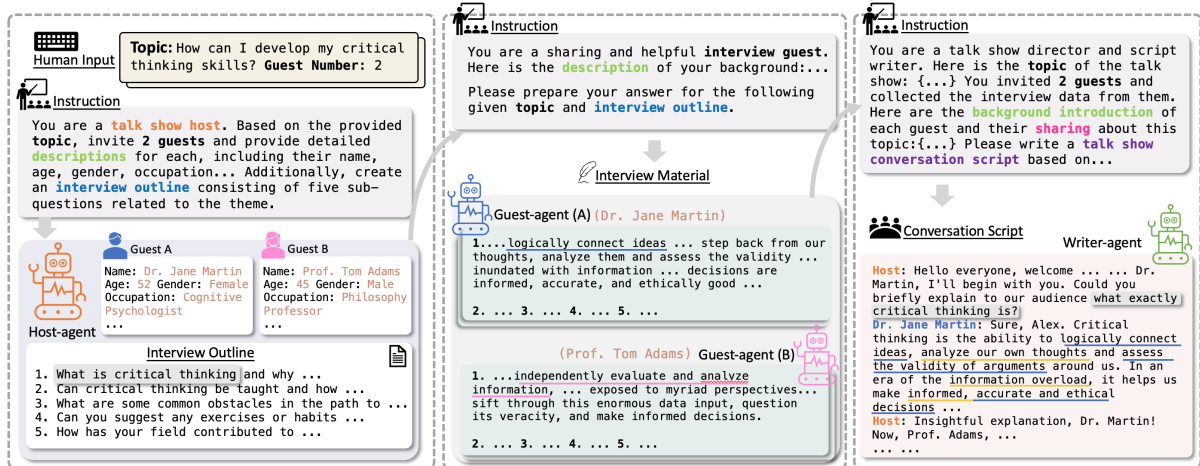 Human Input
Topic: How can I develop my critical
thinking skills? Guest Number: 2
Instruction
You are a talk show host. Based on the provided
topic, invite 2 guests and provide detailed
descriptions for each, including their name,
age, gender, occupation... Additionally, create
an interview outline consisting of five sub-
questions related to the theme.
Host-agent
Guest A
Name: Dr. Jane Martin
Age: 52 Gender: Female
Occupation: Cognitive
Psychologist
...
Guest B
Name: Prof. Tom Adams
Age: 45 Gender: Male
Occupation: Philosophy
Professor
...
Interview Outline
1. What is critical thinking and why ...
2. Can critical thinking be taught and how ...
3. What are some common obstacles in the path to ...
4. Can you suggest any exercises or habits ...
5. How has your field contributed to ...
Instruction
You are a sharing and helpful interview guest.
Here is the description of your background:...
Please prepare your answer for the following
given topic and interview outline.
Interview Material
Guest-agent (A) (Dr. Jane Martin)
1....logically connect ideas ... step back from our
thoughts, analyze them and assess the validity ...
inundated with information ... decisions are
informed, accurate, and ethically good ...
2. ... 3. ... 4. ... 5. ...
(Prof. Tom Adams) Guest-agent (B)
1. ...independently evaluate and analyze
information, ... exposed to myriad perspectives...
sift through this enormous data input, question
its veracity, and make informed decisions.
2. ... 3. ... 4. ... 5. ...
Instruction
You are a talk show director and script
writer. Here is the topic of the talk
show: {...} You invited 2 guests and
collected the interview data from them.
Here are the background introduction of
each guest and their sharing about this
topic:{...} Please write a talk show
conversation script based on...
Conversation Script
Writer-agent
Host: Hello everyone, welcome ... ... Dr.
Martin, I'll begin with you. Could you
briefly explain to our audience what exactly
critical thinking is?
Dr. Jane Martin: Sure, Alex. Critical
thinking is the ability to logically connect
ideas, analyze our own thoughts and assess
the validity of arguments around us. In an
era of the information overload, it helps us
make informed, accurate and ethical
decisions ...
Host: Insightful explanation, Dr. Martin!
Now, Prof. Adams, ...
... ...